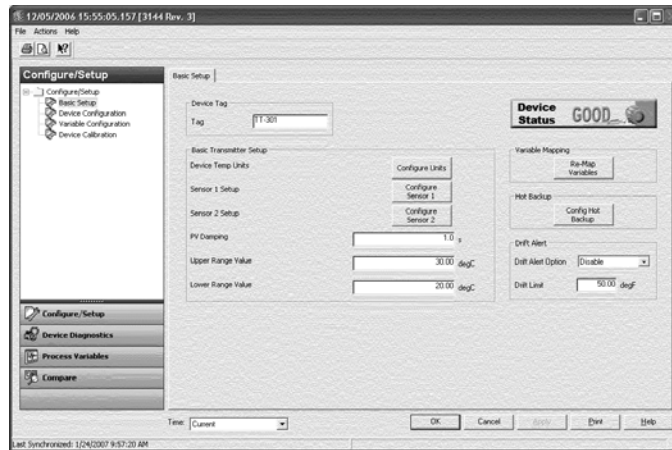 12/05/2006 15:55:05.157 [3144 Rev. 3]
File Actions Help
Configure/Setup
Configure/Setup
Basic Setup
Device Configuration
Variable Configuration
Device Calibration
Configure/Setup
Device Diagnostics
Process Variables
Compare
Basic Setup
Device Tag
Tag TT-301
Device Status GOOD
Basic Transmitter Setup
Device Temp Units Configure Units
Sensor 1 Setup Configure Sensor 1
Sensor 2 Setup Configure Sensor 2
PV Damping 1.0 s
Upper Range Value 30.00 degC
Lower Range Value 20.00 degC
Variable Mapping
Re-Map Variables
Hot Backup
Config Hot Backup
Drift Alert
Drift Alert Option Disable
Drift Limit 50.00 degF
Time: Current
OK Cancel Apply Print Help
Last Synchronized: 1/24/2007 9:57:20 AM